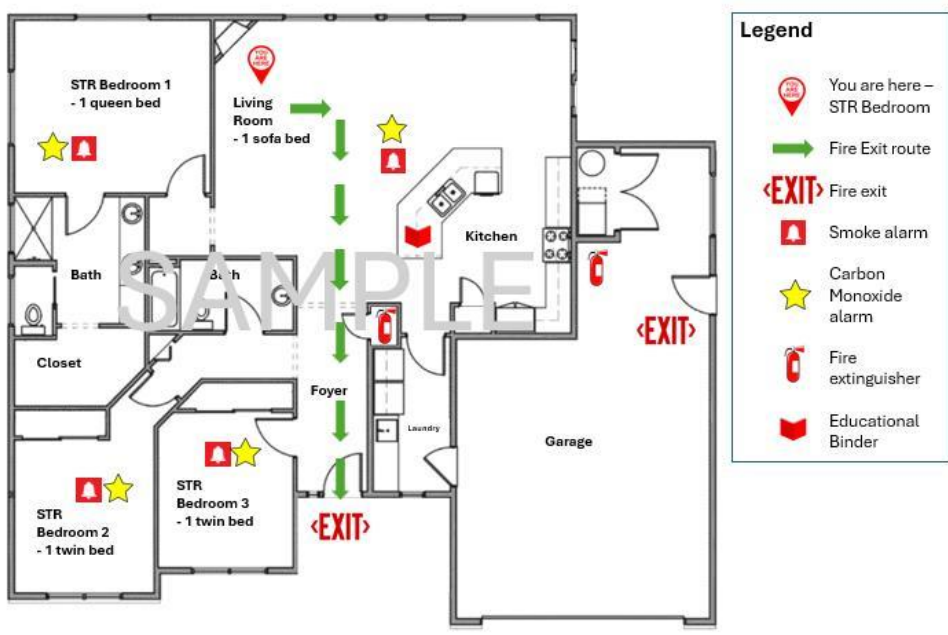 STR Bedroom 1
- 1 queen bed
YOU
ARE
HERE
Living
Room
- 1 sofa bed
Kitchen
Bath
Bath
SAMPLE
‹EXIT›
Closet
Foyer
Laundry
Garage
STR
Bedroom 2
- 1 twin bed
STR
Bedroom 3
- 1 twin bed
‹EXIT›
Legend
YOU
ARE
HERE
You are here –
STR Bedroom
Fire Exit route
‹EXIT› Fire exit
Smoke alarm
Carbon
Monoxide
alarm
Fire
extinguisher
Educational
Binder